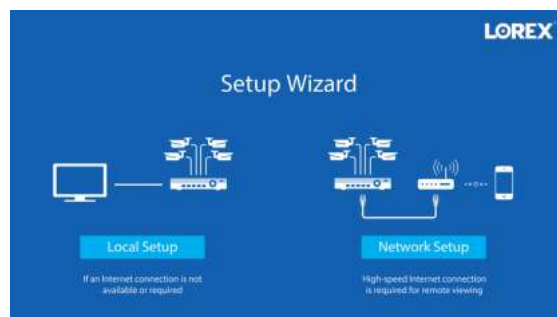 LOREX
Setup Wizard
Local Setup
Network Setup
If an Internet connection is not
available or required
High-speed Internet connection
is required for remote viewing